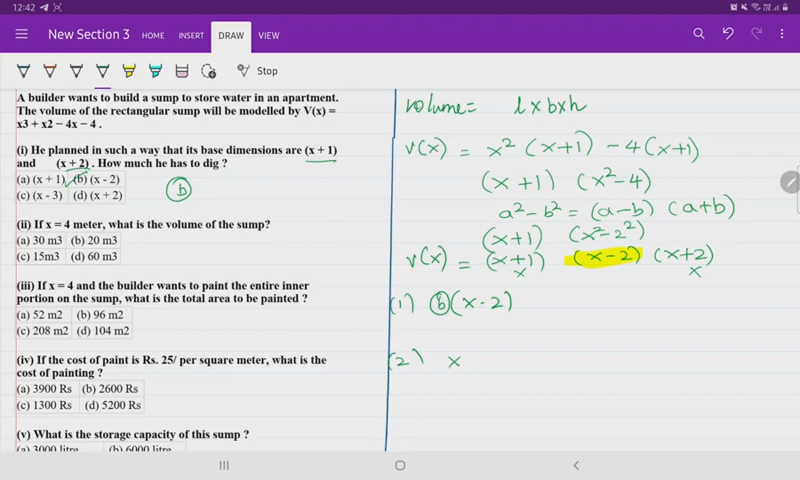 12:42
New Section 3 HOME INSERT DRAW VIEW
Stop
A builder wants to build a sump to store water in an apartment.
The volume of the rectangular sump will be modelled by V(x) =
x3 + x2 – 4x – 4 .
(i) He planned in such a way that its base dimensions are (x + 1)
and (x + 2) . How much he has to dig ?
(a) (x + 1) (b) (x - 2)
(c) (x - 3) (d) (x + 2)
b
(ii) If x = 4 meter, what is the volume of the sump?
(a) 30 m3 (b) 20 m3
(c) 15m3 (d) 60 m3
(iii) If x = 4 and the builder wants to paint the entire inner
portion on the sump, what is the total area to be painted ?
(a) 52 m2 (b) 96 m2
(c) 208 m2 (d) 104 m2
(iv) If the cost of paint is Rs. 25/ per square meter, what is the
cost of painting ?
(a) 3900 Rs (b) 2600 Rs
(c) 1300 Rs (d) 5200 Rs
(v) What is the storage capacity of this sump ?
(a) 3000 litre (b) 6000 litre
volume = l x b x h
v(x) = x² (x+1) - 4(x+1)
(x+1) (x²-4)
a²-b² = (a-b) (a+b)
(x+1) (x²-2²)
v(x) = (x+1) (x-2) (x+2)
x x
(i) b (x-2)
(2) x